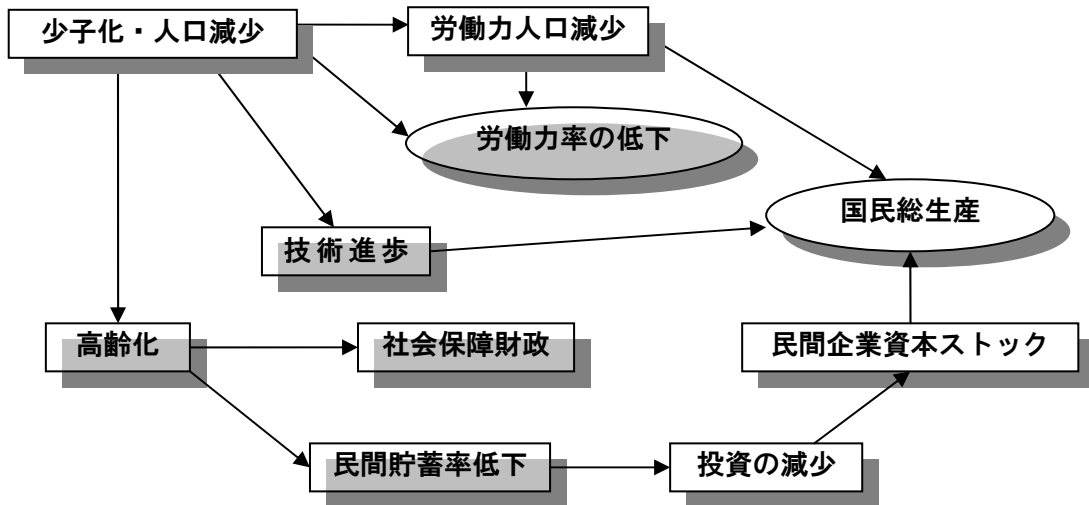 少子化・人口減少
労働力人口減少
労働力率の低下
国民総生産
技術進歩
高齢化
社会保障財政
民間企業資本ストック
民間貯蓄率低下
投資の減少